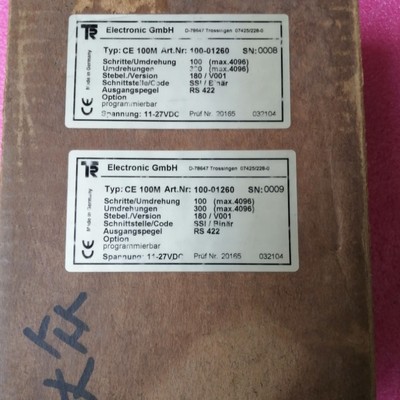 TR Electronic GmbH D-78647 Trossingen 07425/228-0
Typ: CE 100M Art.Nr: 100-01260 SN:0008
Schritte/Umdrehung 100 (max.4096)
Umdrehungen 300 (max.4096)
Stebel./Version 180 / V001
Schnittstelle/Code SSI / Binär
Ausgangspegel RS 422
Option
programmierbar
Spannung: 11-27VDC Prüf Nr. 20165 032104
Made in Germany
CE
TR Electronic GmbH D-78647 Trossingen 07425/228-0
Typ: CE 100M Art.Nr: 100-01260 SN:0009
Schritte/Umdrehung 100 (max.4096)
Umdrehungen 300 (max.4096)
Stebel./Version 180 / V001
Schnittstelle/Code SSI / Binär
Ausgangspegel RS 422
Option
programmierbar
Spannung: 11-27VDC Prüf Nr. 20165 032104
Made in Germany
CE